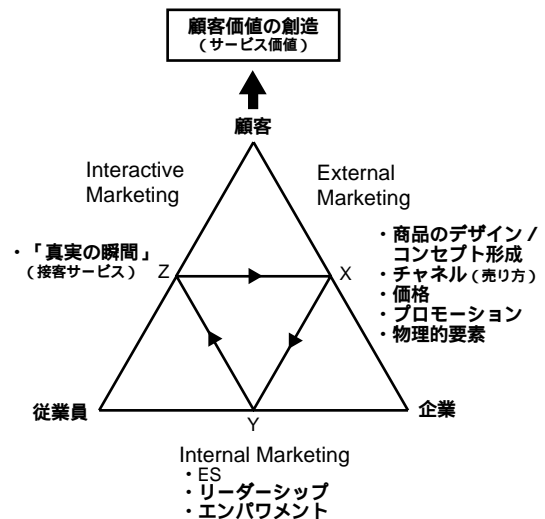 顧客価値の創造
（サービス価値）
顧客
Interactive
Marketing
External
Marketing
・「真実の瞬間」
（接客サービス）
Z
X
・商品のデザイン /
コンセプト形成
・チャネル（売り方）
・価格
・プロモーション
・物理的要素
従業員
Y
企業
Internal Marketing
・ES
・リーダーシップ
・エンパワメント